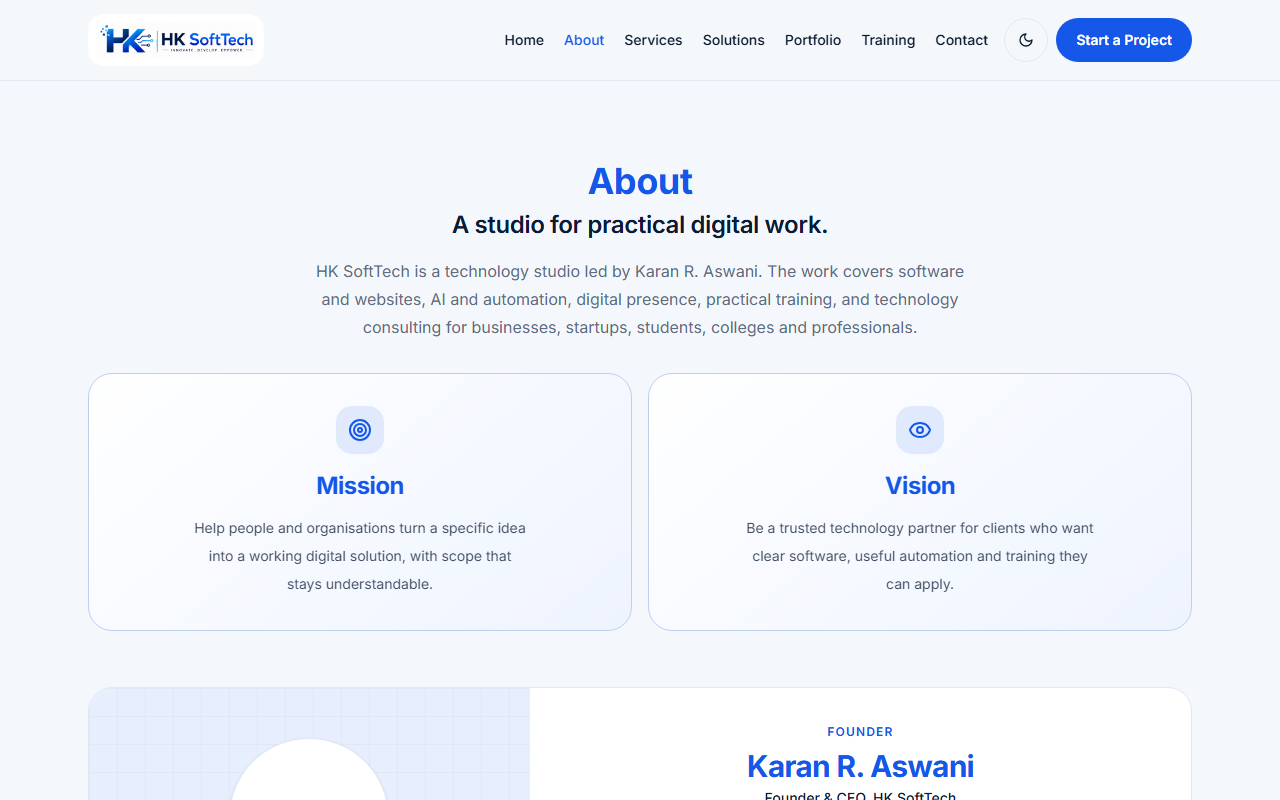 HK SoftTech
INNOVATE. DEVELOP. EMPOWER.
Home
About
Services
Solutions
Portfolio
Training
Contact
Start a Project
About
A studio for practical digital work.
HK SoftTech is a technology studio led by Karan R. Aswani. The work covers software
and websites, AI and automation, digital presence, practical training, and technology
consulting for businesses, startups, students, colleges and professionals.
Mission
Help people and organisations turn a specific idea
into a working digital solution, with scope that
stays understandable.
Vision
Be a trusted technology partner for clients who want
clear software, useful automation and training they
can apply.
FOUNDER
Karan R. Aswani
Founder & CEO, HK SoftTech